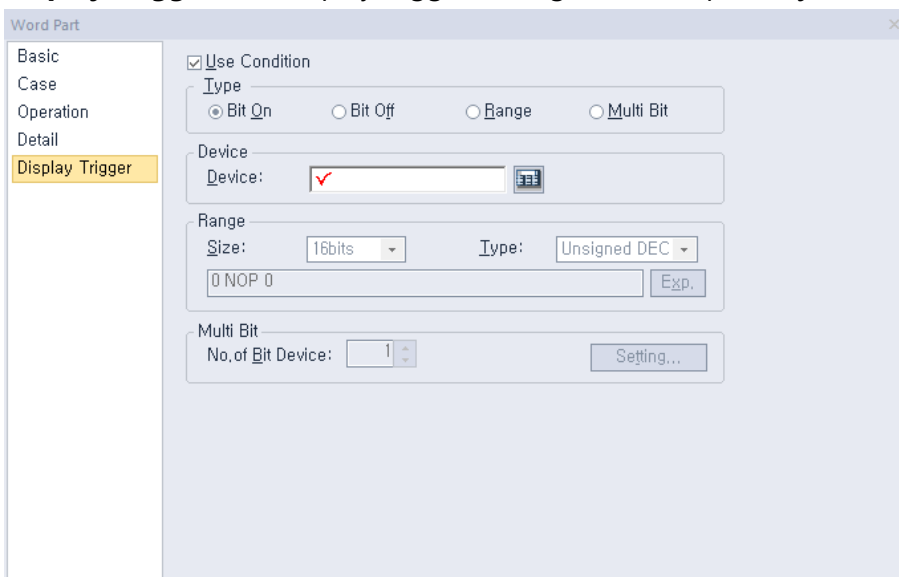 Word Part
Basic
Case
Operation
Detail
Display Trigger
Use Condition
Type
Bit On
Bit Off
Range
Multi Bit
Device
Device:
Range
Size:
16bits
Type:
Unsigned DEC
0 NOP 0
Exp.
Multi Bit
No.of Bit Device:
1
Setting...